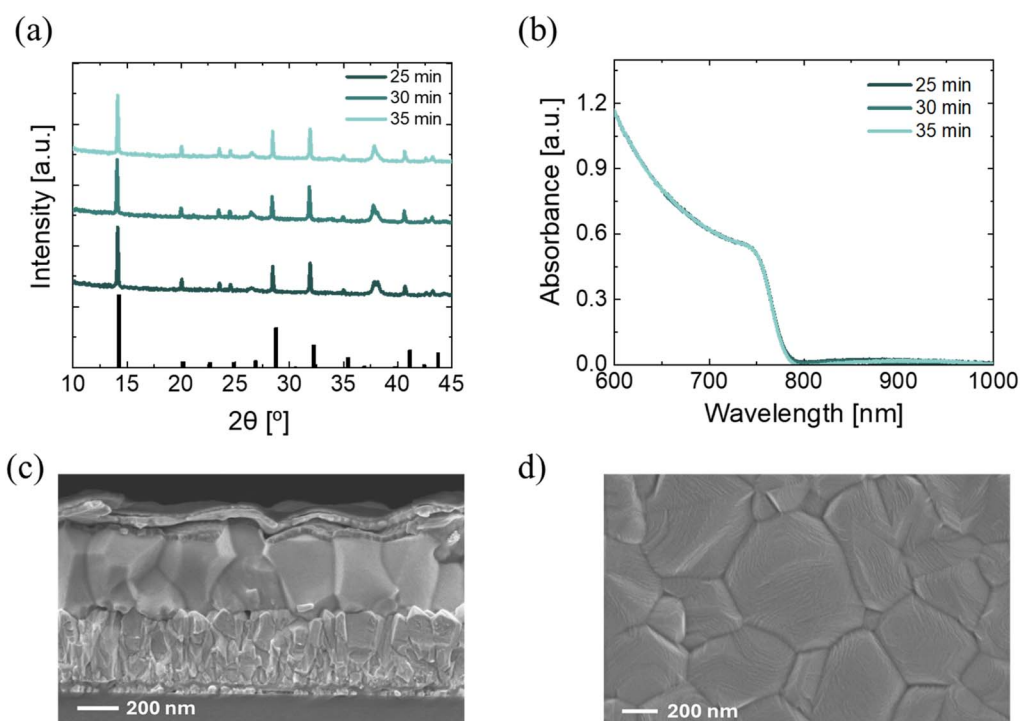 (a)
25 min
30 min
35 min
Intensity [a.u.]
10 15 20 25 30 35 40 45
2θ [º]
(b)
25 min
30 min
35 min
1.2
0.9
0.6
0.3
0.0
Absorbance [a.u.]
600 700 800 900 1000
Wavelength [nm]
(c)
200 nm
d)
200 nm